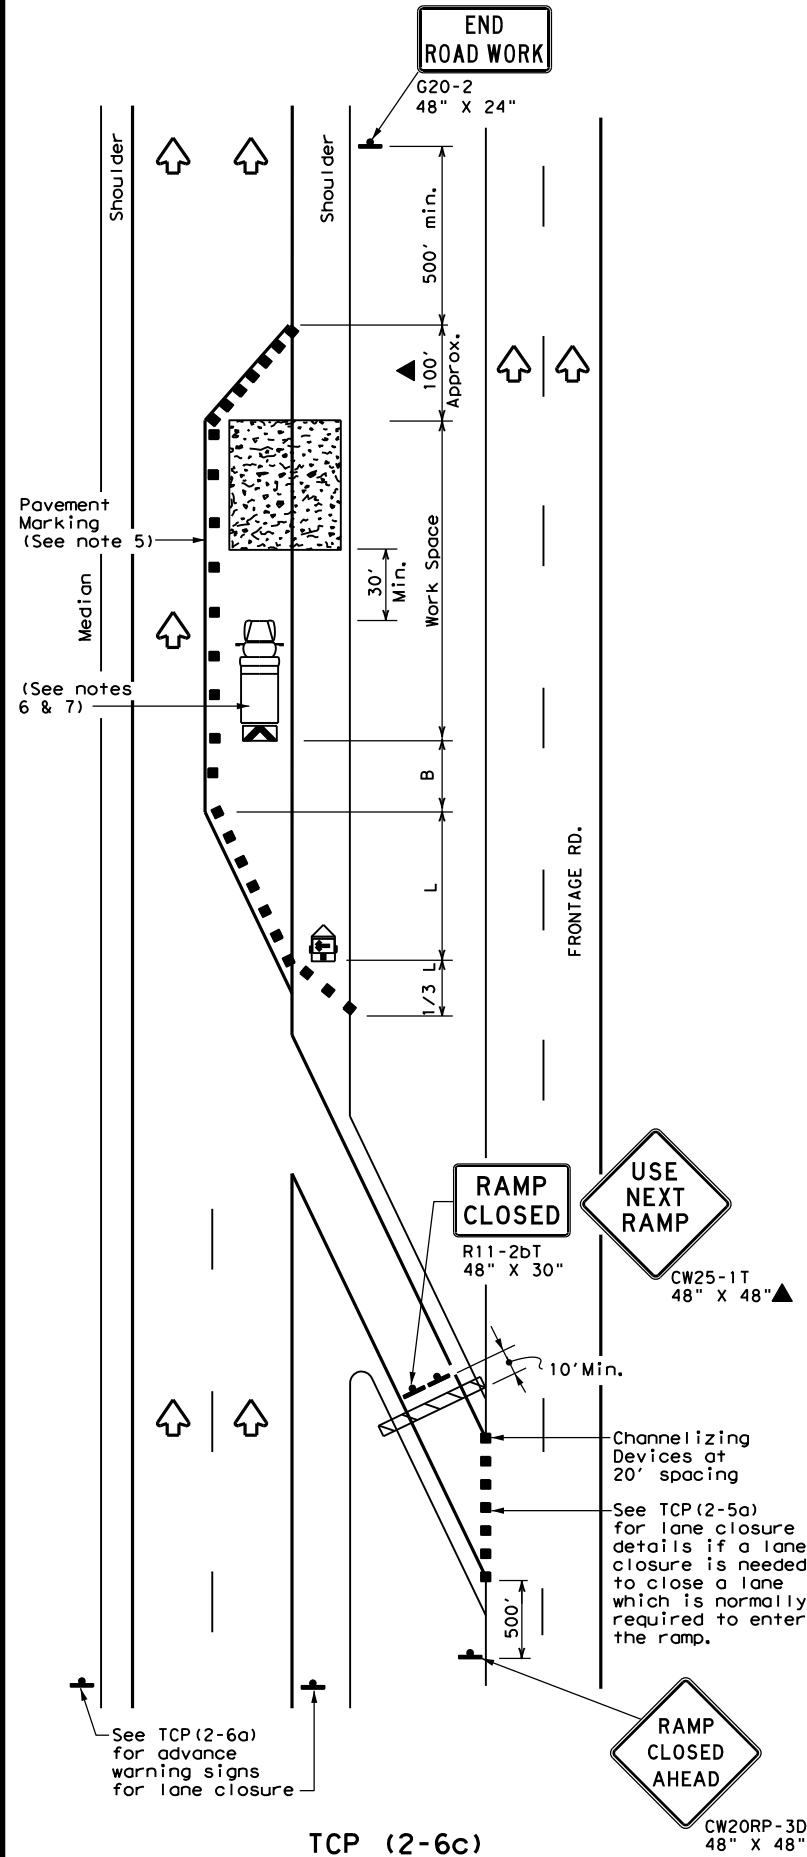 END
ROAD WORK
G20-2
48" X 24"
Shoulder
Shoulder
500' min.
100'
Approx.
Pavement
Marking
(See note 5)
Work Space
30'
Min.
Median
(See notes
6 & 7)
B
L
FRONTAGE RD.
1/3 L
RAMP
CLOSED
R11-2bT
48" X 30"
USE
NEXT
RAMP
CW25-1T
48" X 48"
10'Min.
Channelizing
Devices at
20' spacing
See TCP(2-5a)
for lane closure
details if a lane
closure is needed
to close a lane
which is normally
required to enter
the ramp.
500'
See TCP(2-6a)
for advance
warning signs
for lane closure
RAMP
CLOSED
AHEAD
CW20RP-3D
48" X 48"
TCP (2-6c)